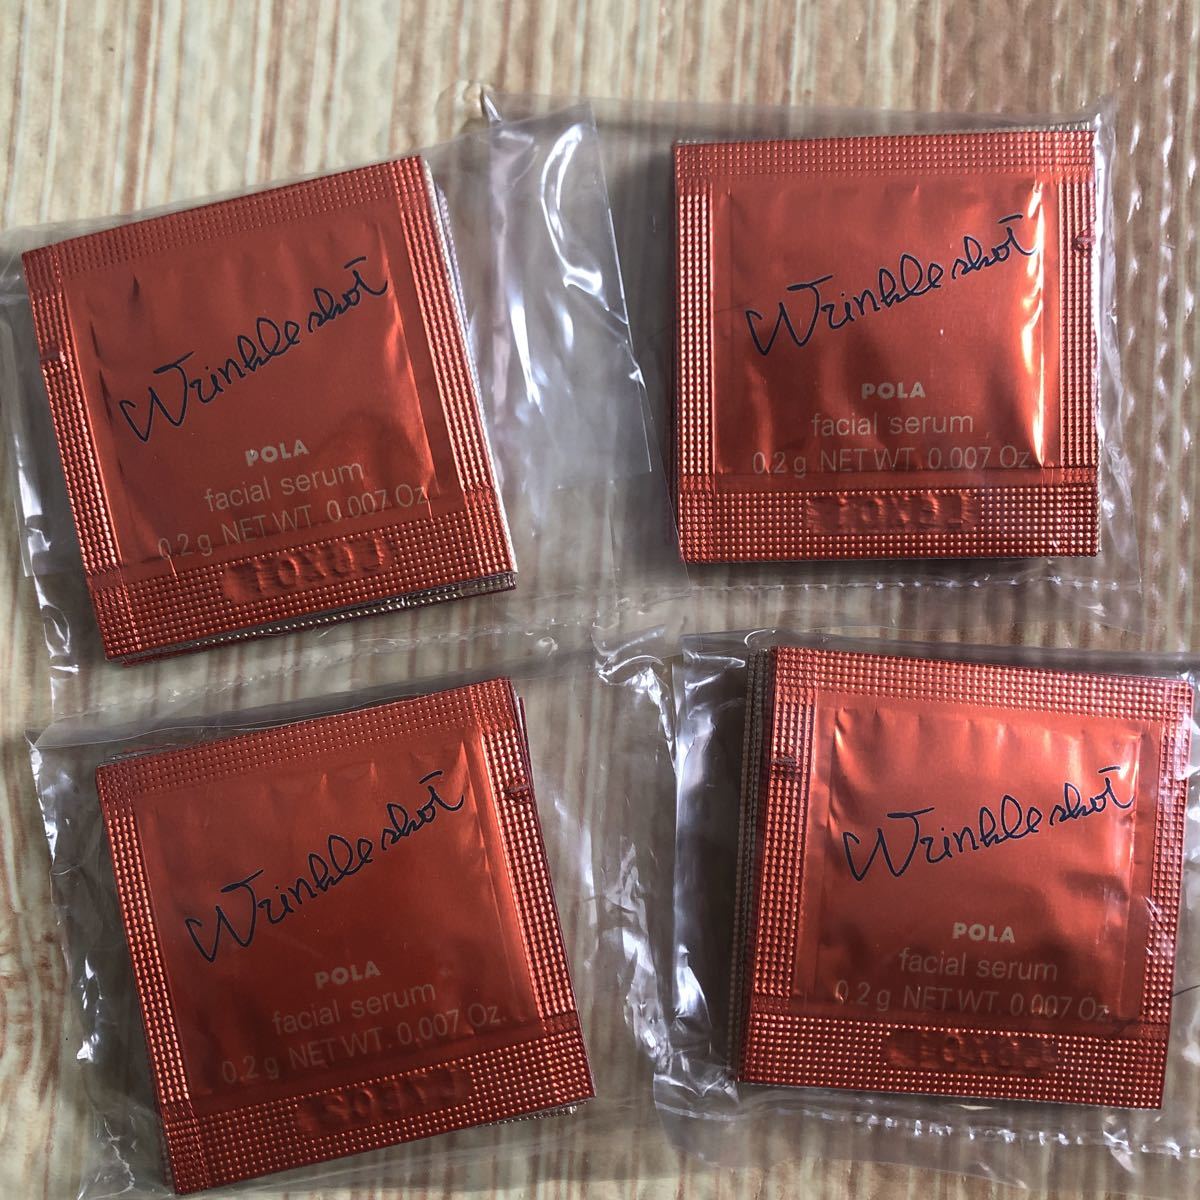 Wrinkle shot
POLA
facial serum
0.2 g NET WT. 0.007 Oz.
Wrinkle shot
POLA
facial serum
0.2 g NET WT. 0.007 Oz.
Wrinkle shot
POLA
facial serum
0.2 g NET WT. 0.007 Oz.
Wrinkle shot
POLA
facial serum
0.2 g NET WT. 0.007 Oz.